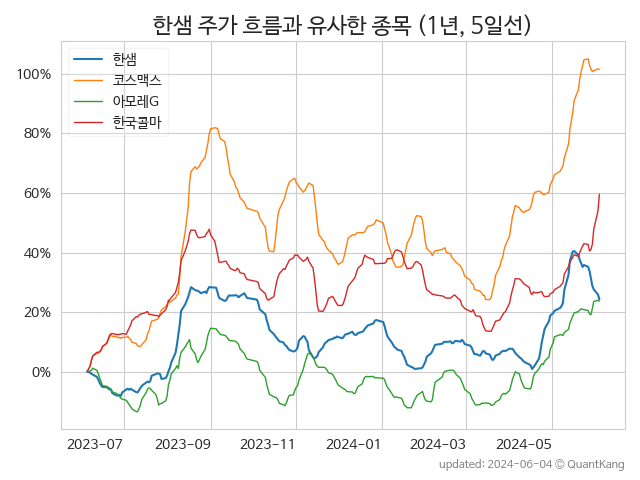 한샘 주가 흐름과 유사한 종목 (1년, 5일선)
한샘
코스맥스
아모레G
한국콜마
100%
80%
60%
40%
20%
0%
2023-07 2023-09 2023-11 2024-01 2024-03 2024-05
updated: 2024-06-04 © QuantKang